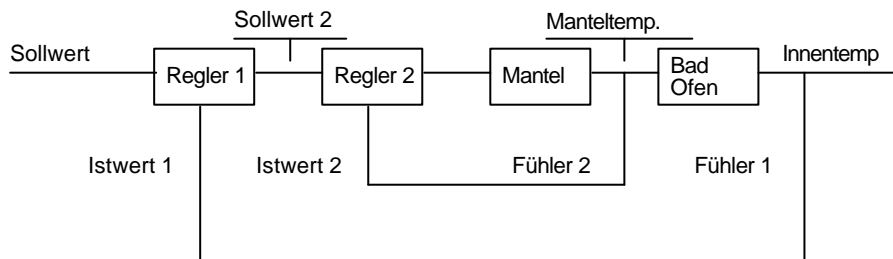 Sollwert
Sollwert 2
Manteltemp.
Innentemp
Regler 1
Regler 2
Mantel
Bad
Ofen
Istwert 1
Istwert 2
Fühler 2
Fühler 1